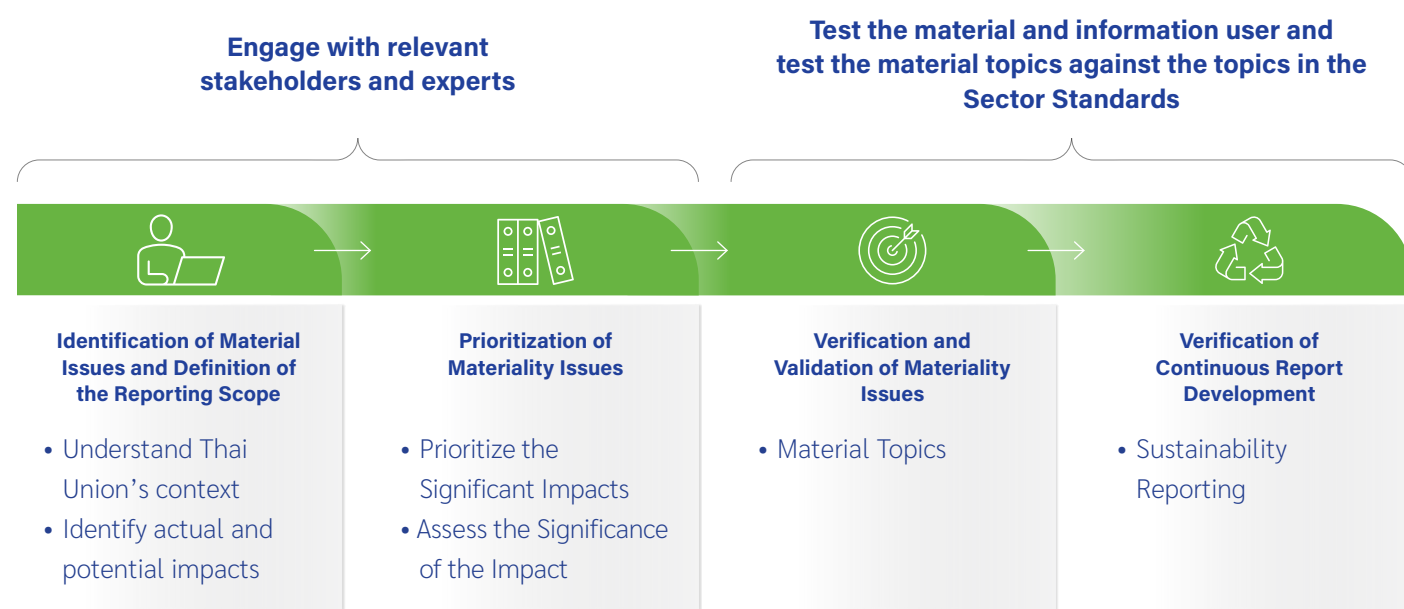 Engage with relevant
stakeholders and experts
Test the material and information user and
test the material topics against the topics in the
Sector Standards
Identification of Material
Issues and Definition of
the Reporting Scope
• Understand Thai
Union's context
• Identify actual and
potential impacts
Prioritization of
Materiality Issues
• Prioritize the
Significant Impacts
• Assess the Significance
of the Impact
Verification and
Validation of Materiality
Issues
• Material Topics
Verification of
Continuous Report
Development
• Sustainability
Reporting